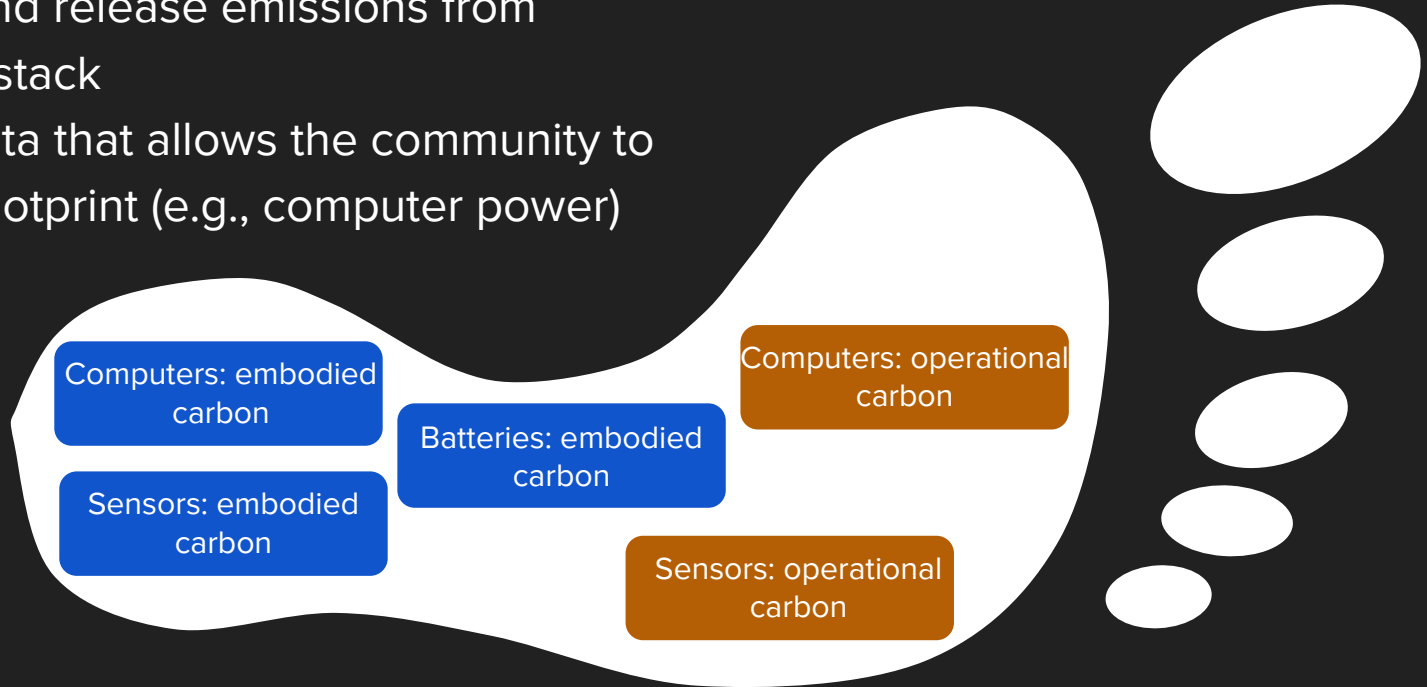 nd release emissions from
stack
ta that allows the community to
otprint (e.g., computer power)
Computers: embodied
carbon
Sensors: embodied
carbon
Batteries: embodied
carbon
Computers: operational
carbon
Sensors: operational
carbon